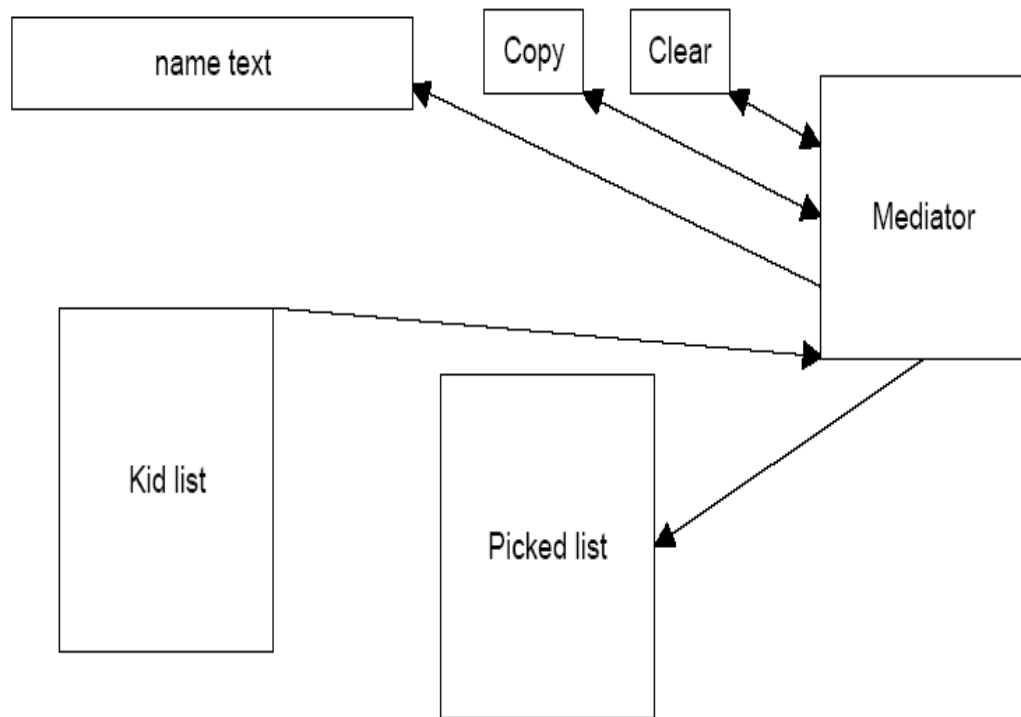 name text
Copy
Clear
Mediator
Kid list
Picked list